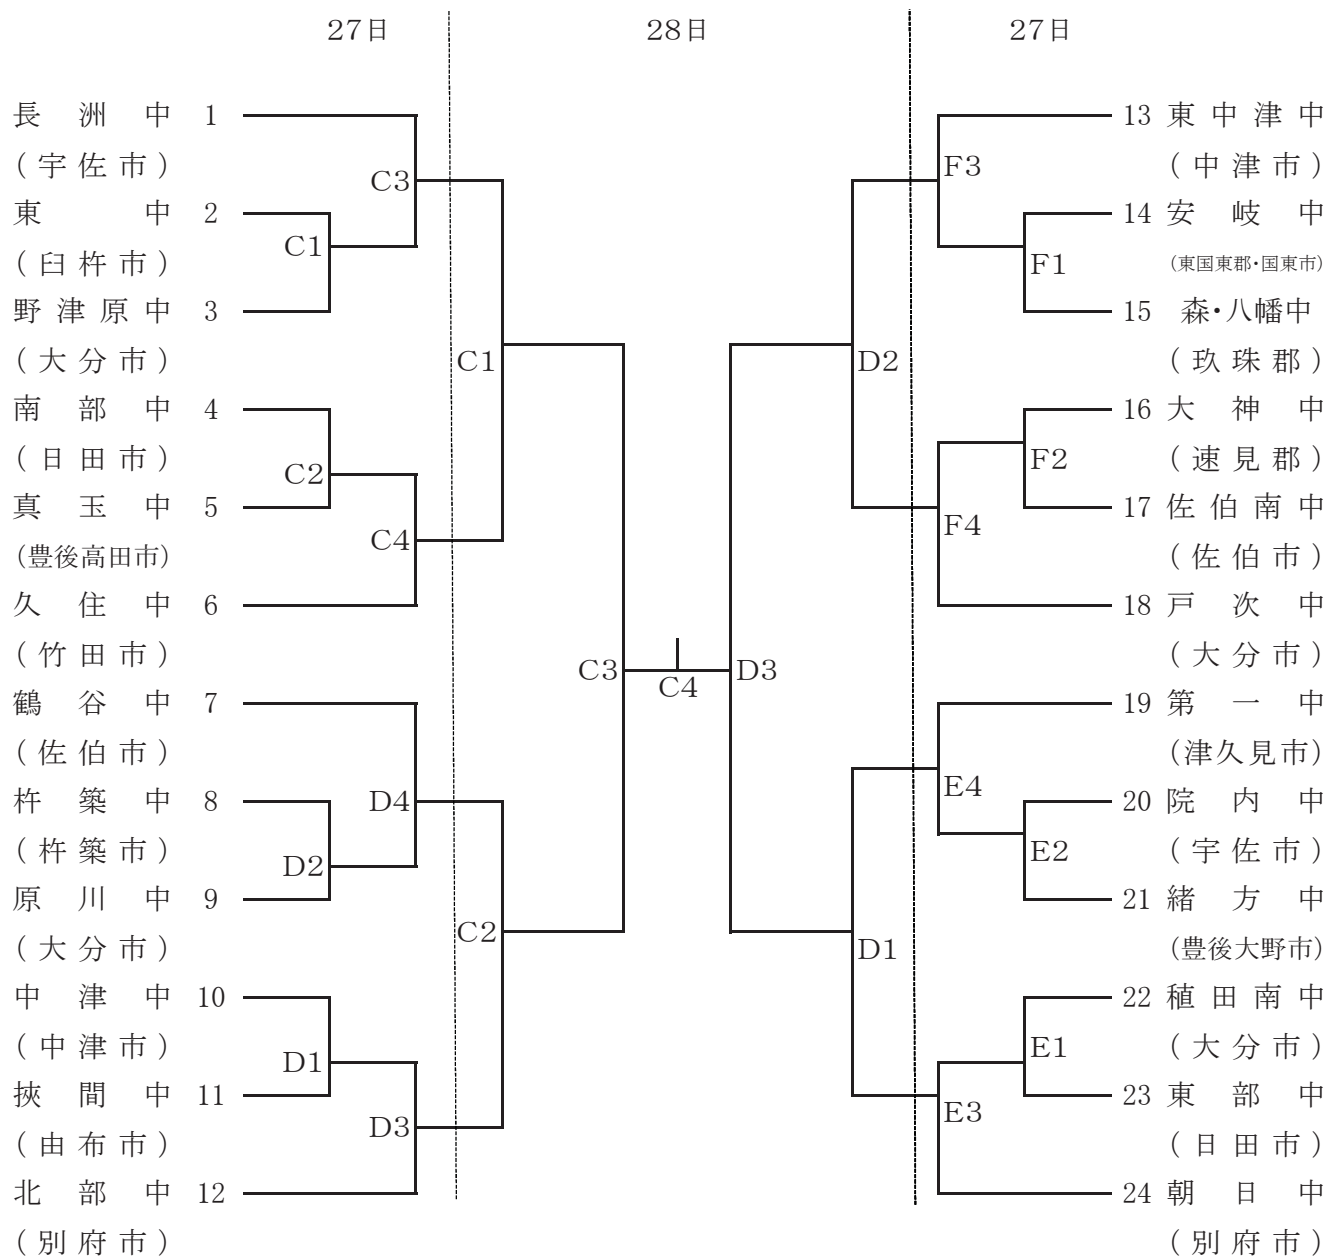 27日 28日 27日
長洲中 1
(宇佐市)
東中 2
(臼杵市)
野津原中 3
(大分市)
南部中 4
(日田市)
真玉中 5
(豊後高田市)
久住中 6
(竹田市)
鶴谷中 7
(佐伯市)
杵築中 8
(杵築市)
原川中 9
(大分市)
中津中 10
(中津市)
挾間中 11
(由布市)
北部中 12
(別府市)
C3
C1
C2
C4
D4
D2
D1
D3
C1
C2
C3
C4
D3
D2
D1
F3
F1
F2
F4
E4
E2
E1
E3
13 東中津中
(中津市)
14 安岐中
(東国東郡・国東市)
15 森・八幡中
(玖珠郡)
16 大神中
(速見郡)
17 佐伯南中
(佐伯市)
18 戸次中
(大分市)
19 第一中
(津久見市)
20 院内中
(宇佐市)
21 緒方中
(豊後大野市)
22 稙田南中
(大分市)
23 東部中
(日田市)
24 朝日中
(別府市)